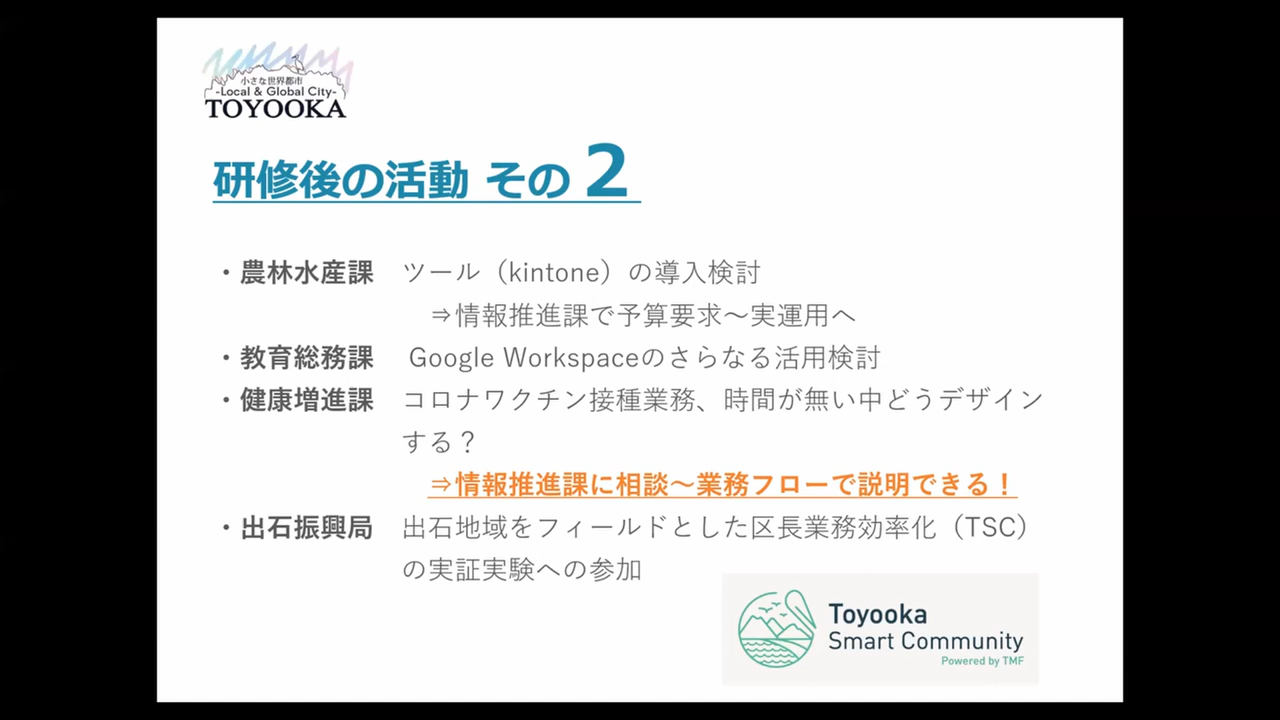 小さな世界都市
-Local & Global City-
TOYOOKA
研修後の活動 その2
・農林水産課 ツール（kintone）の導入検討
⇒情報推進課で予算要求～実運用へ
・教育総務課 Google Workspaceのさらなる活用検討
・健康増進課 コロナワクチン接種業務、時間が無い中どうデザイン
する？
⇒情報推進課に相談～業務フローで説明できる！
・出石振興局 出石地域をフィールドとした区長業務効率化（TSC）
の実証実験への参加
Toyooka
Smart Community
Powered by TMF